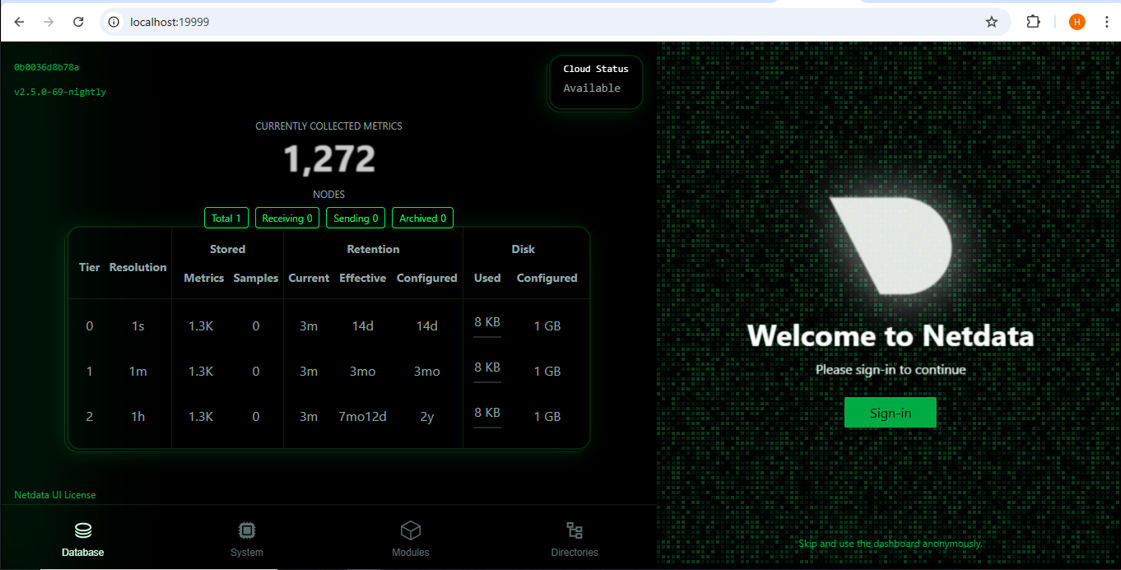 localhost:19999
H
0b0036d8b78a
v2.5.0-69-nightly
Cloud Status
Available
CURRENTLY COLLECTED METRICS
1,272
NODES
Total 1 Receiving 0 Sending 0 Archived 0
Stored Retention Disk
Tier Resolution Metrics Samples Current Effective Configured Used Configured
0 1s 1.3K 0 3m 14d 14d 8 KB 1 GB
1 1m 1.3K 0 3m 3mo 3mo 8 KB 1 GB
2 1h 1.3K 0 3m 7mo12d 2y 8 KB 1 GB
Netdata UI License
Database System Modules Directories
Welcome to Netdata
Please sign-in to continue
Sign-in
Skip and use the dashboard anonymously.